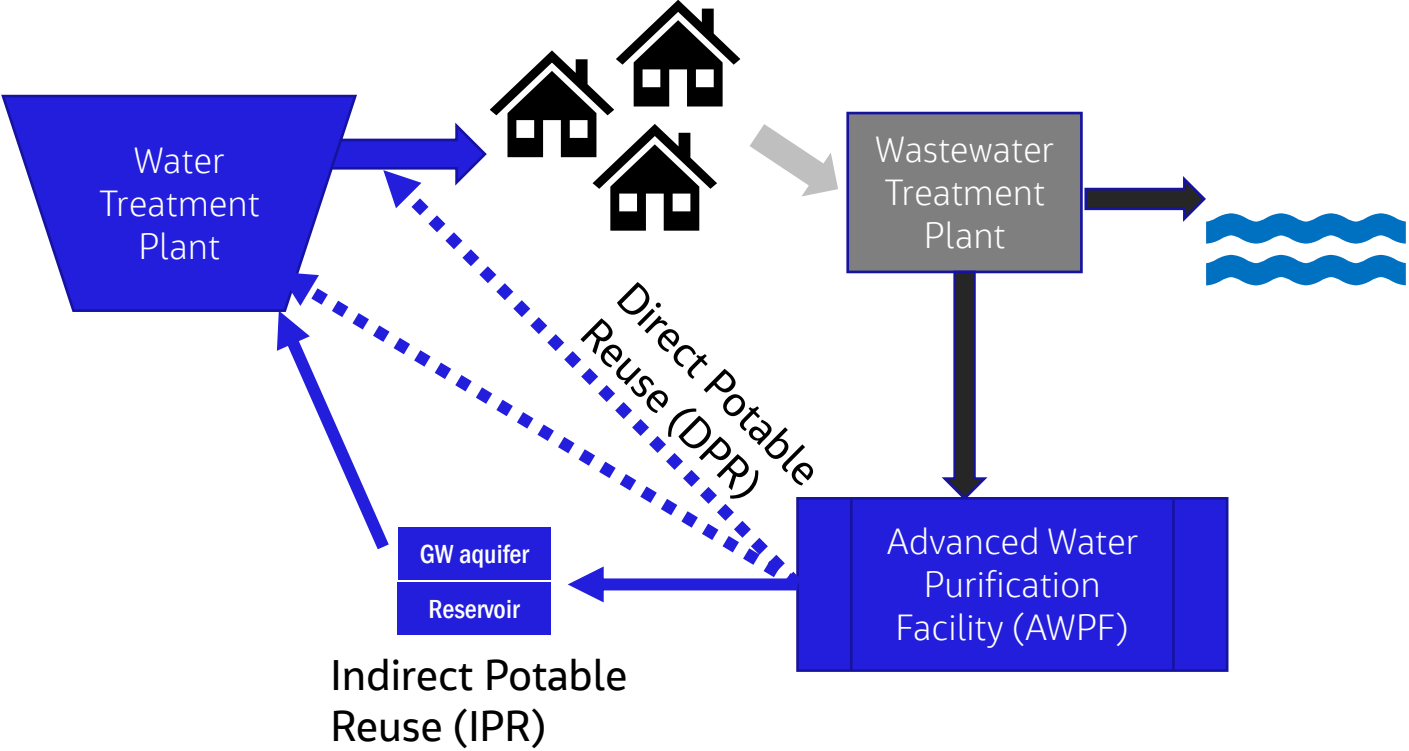 Water
Treatment
Plant
Wastewater
Treatment
Plant
Direct Potable
Reuse (DPR)
GW aquifer
Reservoir
Advanced Water
Purification
Facility (AWPF)
Indirect Potable
Reuse (IPR)